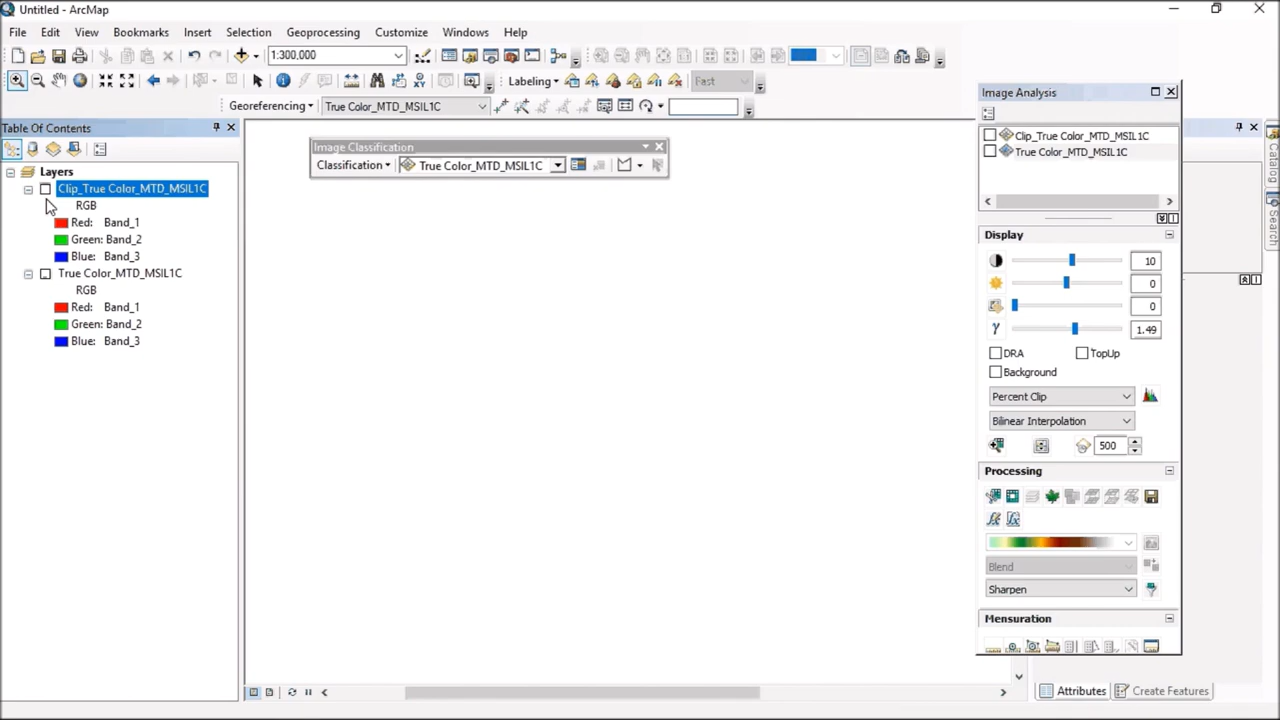 Untitled - ArcMap
File Edit View Bookmarks Insert Selection Geoprocessing Customize Windows Help
1:300,000
Labeling Fast
Georeferencing True Color_MTD_MSIL1C
Table Of Contents
Layers
Clip_True Color_MTD_MSIL1C
RGB
Red: Band_1
Green: Band_2
Blue: Band_3
True Color_MTD_MSIL1C
RGB
Red: Band_1
Green: Band_2
Blue: Band_3
Image Classification
Classification True Color_MTD_MSIL1C
Image Analysis
Clip_True Color_MTD_MSIL1C
True Color_MTD_MSIL1C
Display
10
0
0
γ 1.49
DRA TopUp
Background
Percent Clip
Bilinear Interpolation
500
Processing
Blend
Sharpen
Mensuration
Catalog
Search
Attributes Create Features